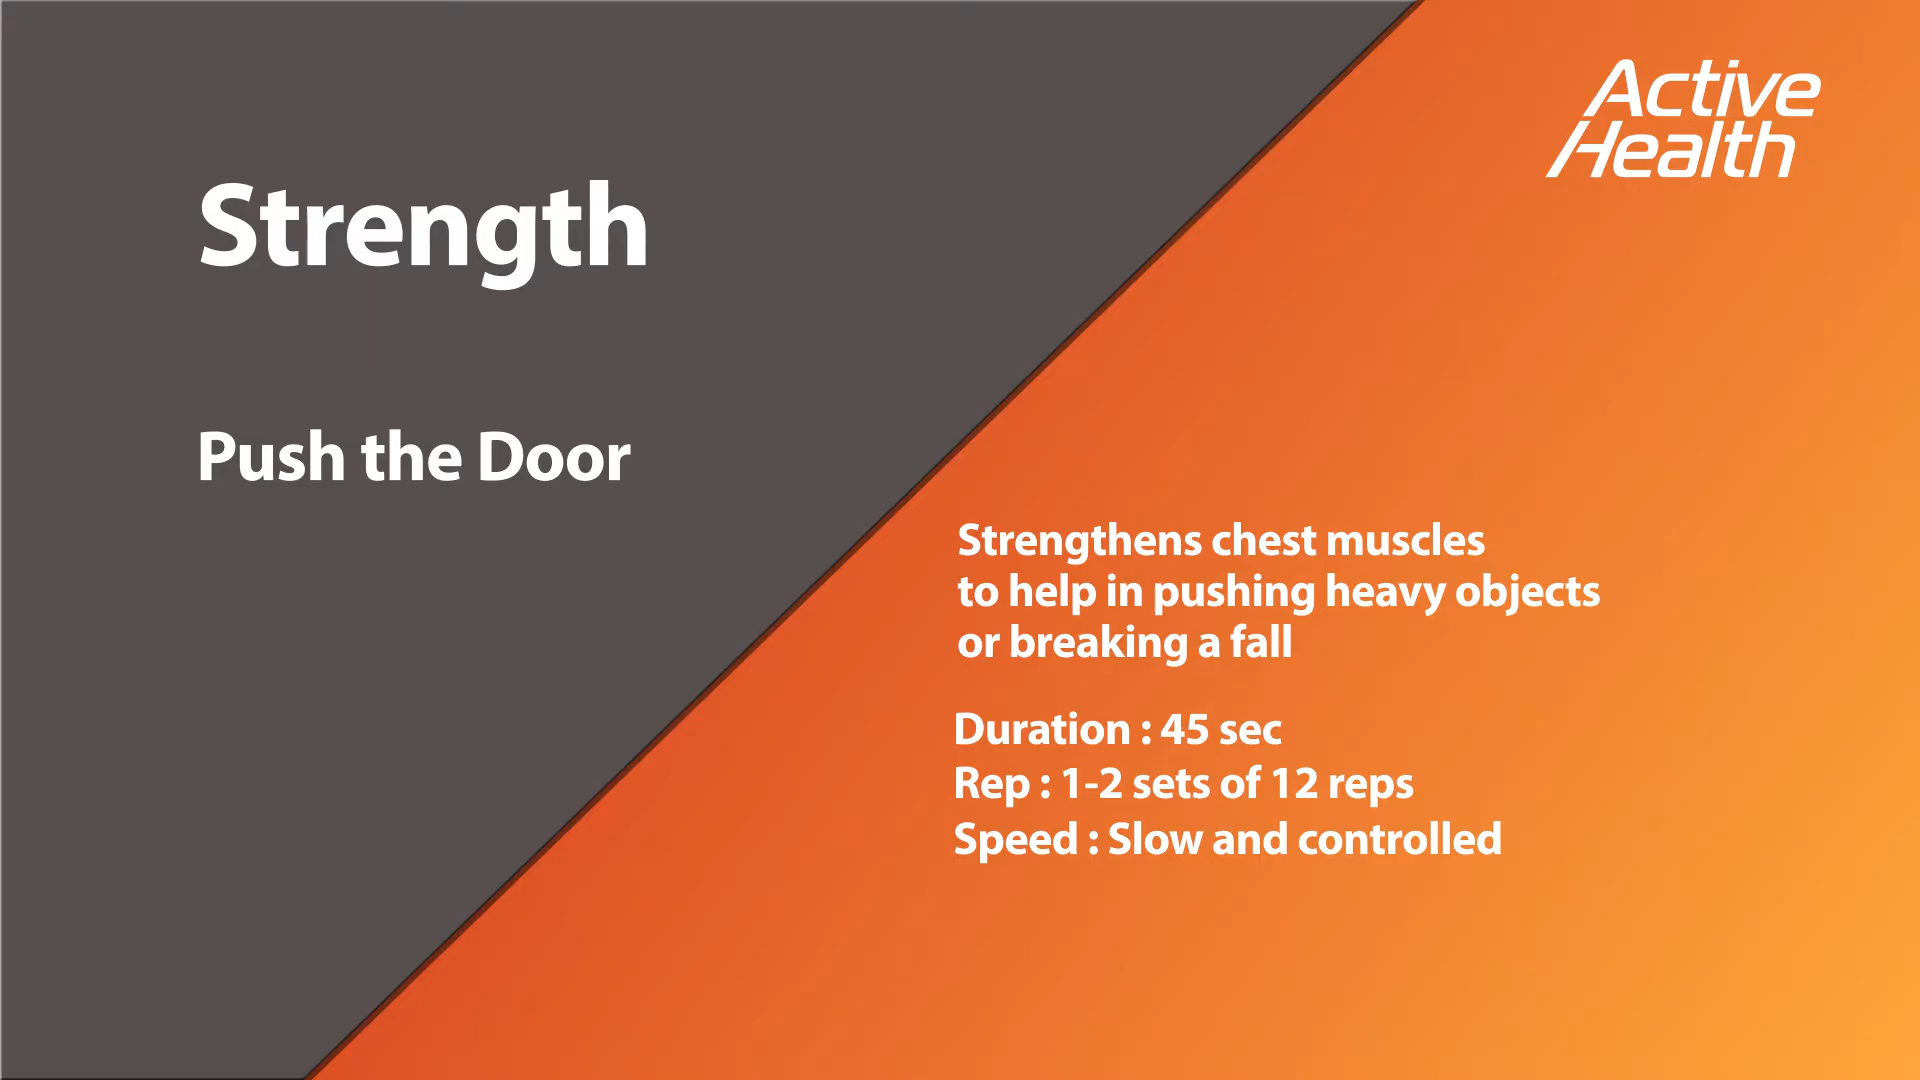 Active
Health
Strength
Push the Door
Strengthens chest muscles
to help in pushing heavy objects
or breaking a fall
Duration : 45 sec
Rep : 1-2 sets of 12 reps
Speed : Slow and controlled